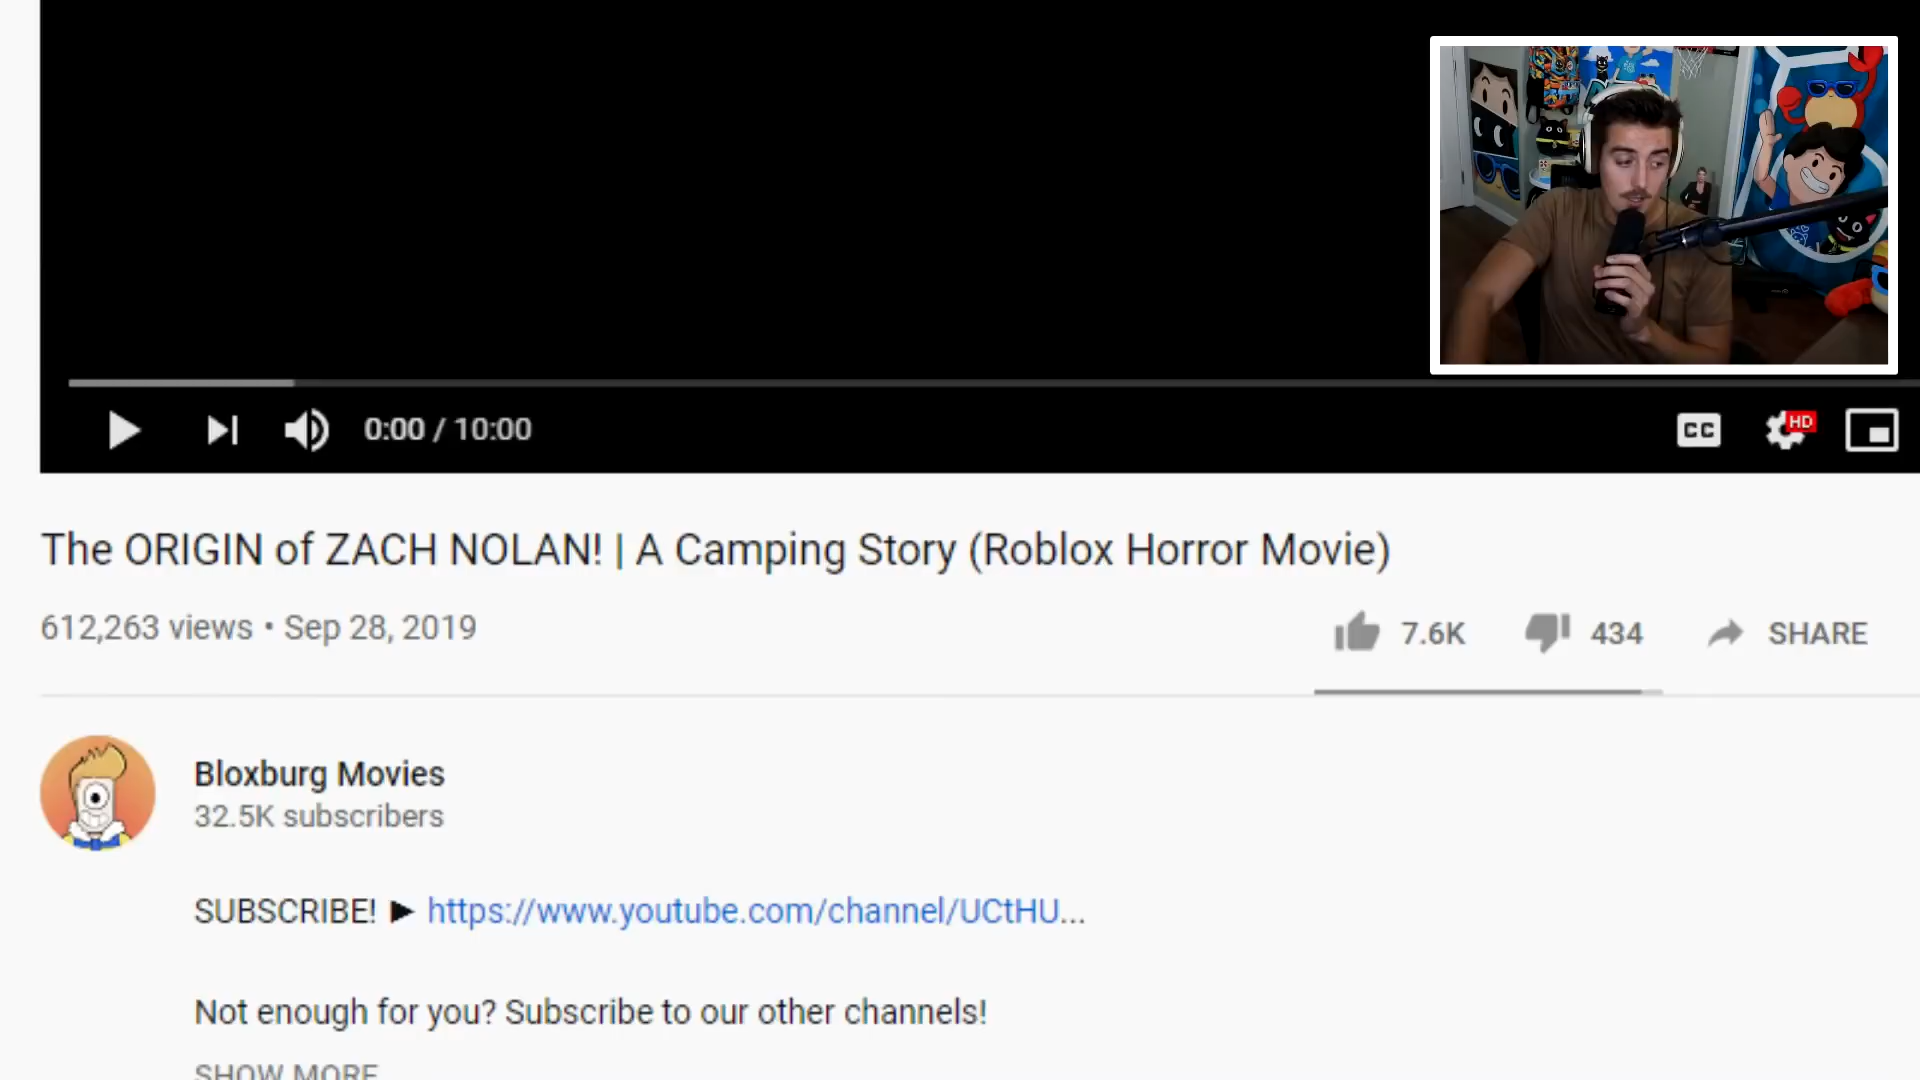 0:00 / 10:00
CC
HD
The ORIGIN of ZACH NOLAN! | A Camping Story (Roblox Horror Movie)
612,263 views • Sep 28, 2019
7.6K
434
SHARE
Bloxburg Movies
32.5K subscribers
SUBSCRIBE! ► https://www.youtube.com/channel/UCtHU...
Not enough for you? Subscribe to our other channels!
SHOW MORE